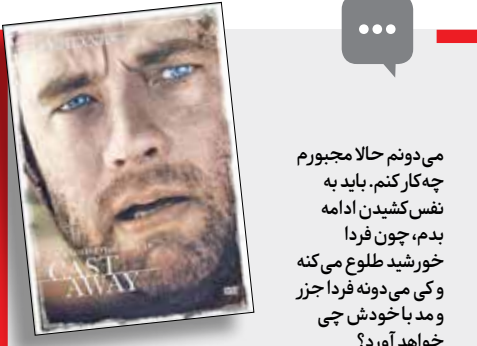 CAST
AWAY
DVD
می‌دونم حالا مجبورم
چه‌کار کنم. باید به
نفس‌کشیدن ادامه
بدم، چون فردا
خورشید طلوع می‌کنه
و کی می‌دونه فردا جزر
و مد با خودش چی
خواهد آورد؟